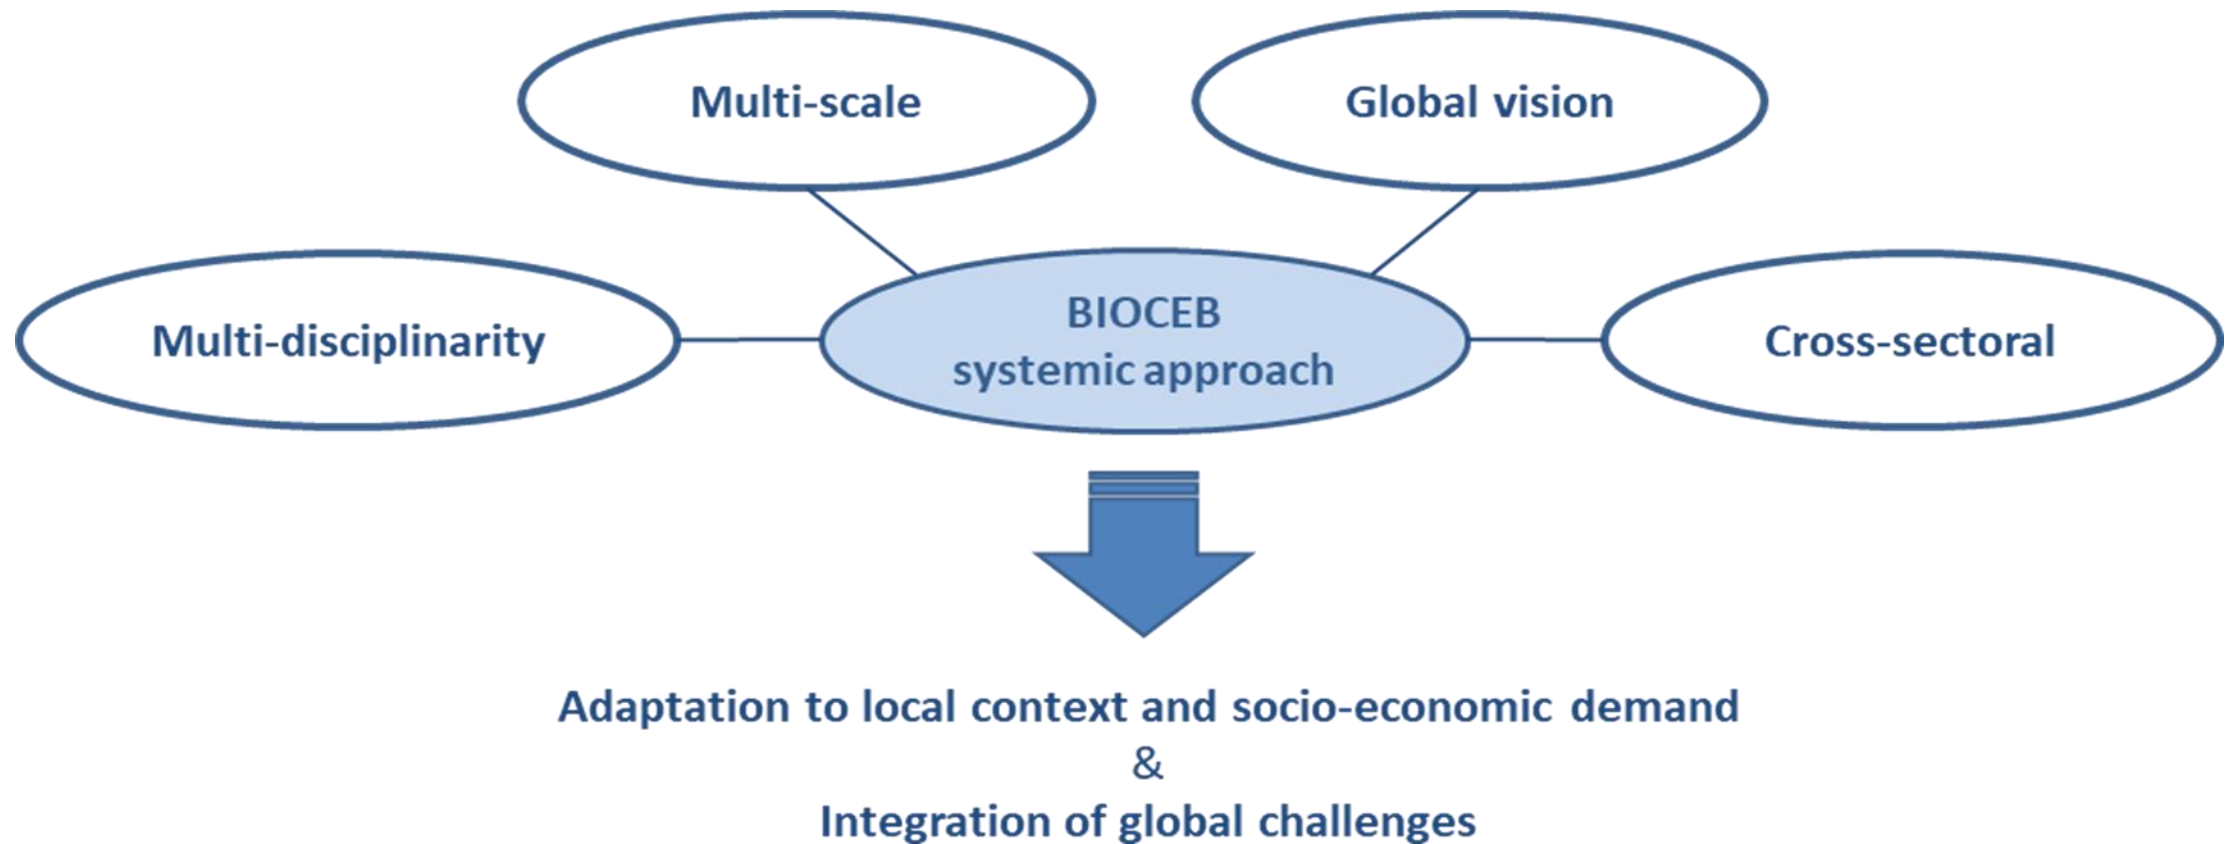 Multi-scale
Global vision
Multi-disciplinarity
BIOCEB
systemic approach
Cross-sectoral
Adaptation to local context and socio-economic demand
&
Integration of global challenges